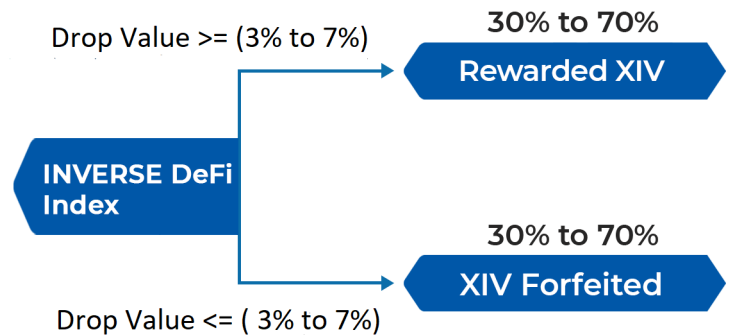 Drop Value >= (3% to 7%)
30% to 70%
Rewarded XIV
INVERSE DeFi
Index
30% to 70%
XIV Forfeited
Drop Value <= ( 3% to 7%)